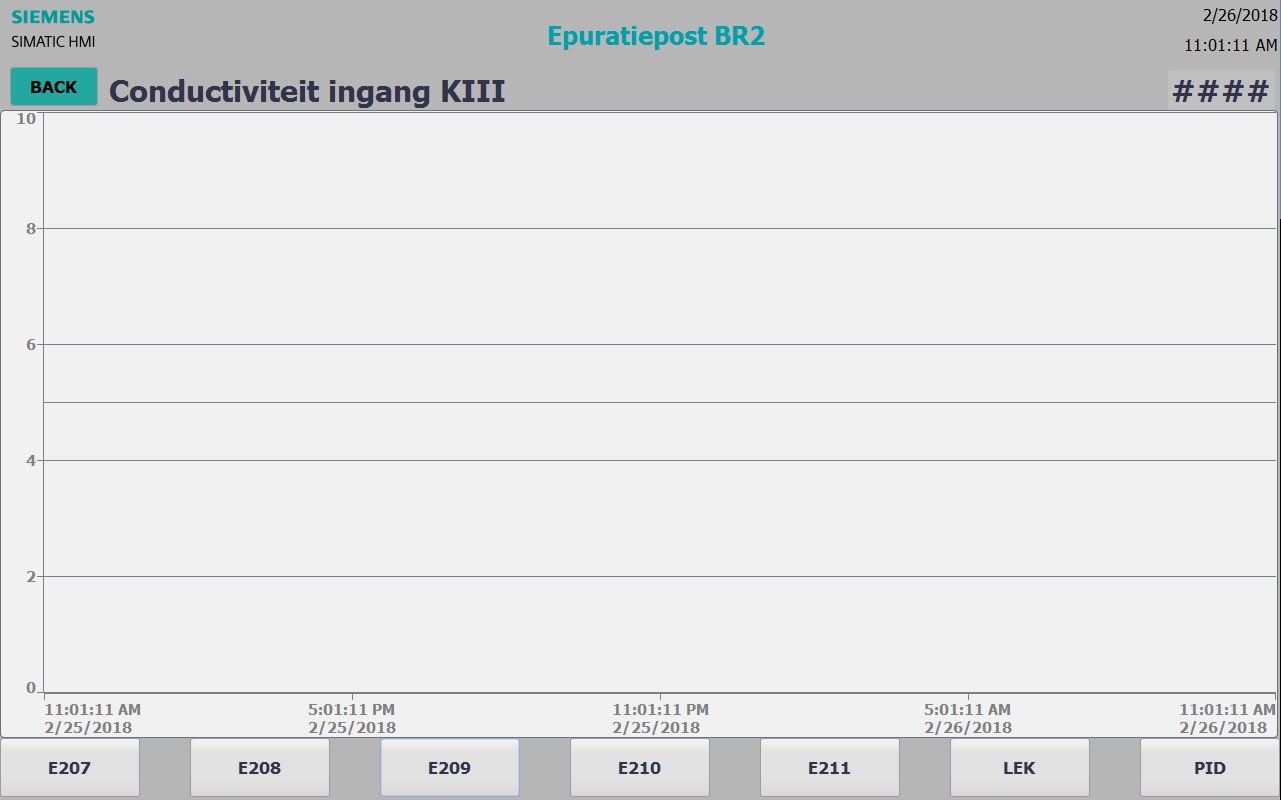 SIEMENS
SIMATIC HMI
Epuratiepost BR2
2/26/2018
11:01:11 AM
BACK
Conductiviteit ingang KIII
####
10
8
6
4
2
0
11:01:11 AM 5:01:11 PM 11:01:11 PM 5:01:11 AM 11:01:11 AM
2/25/2018 2/25/2018 2/25/2018 2/26/2018 2/26/2018
E207 E208 E209 E210 E211 LEK PID